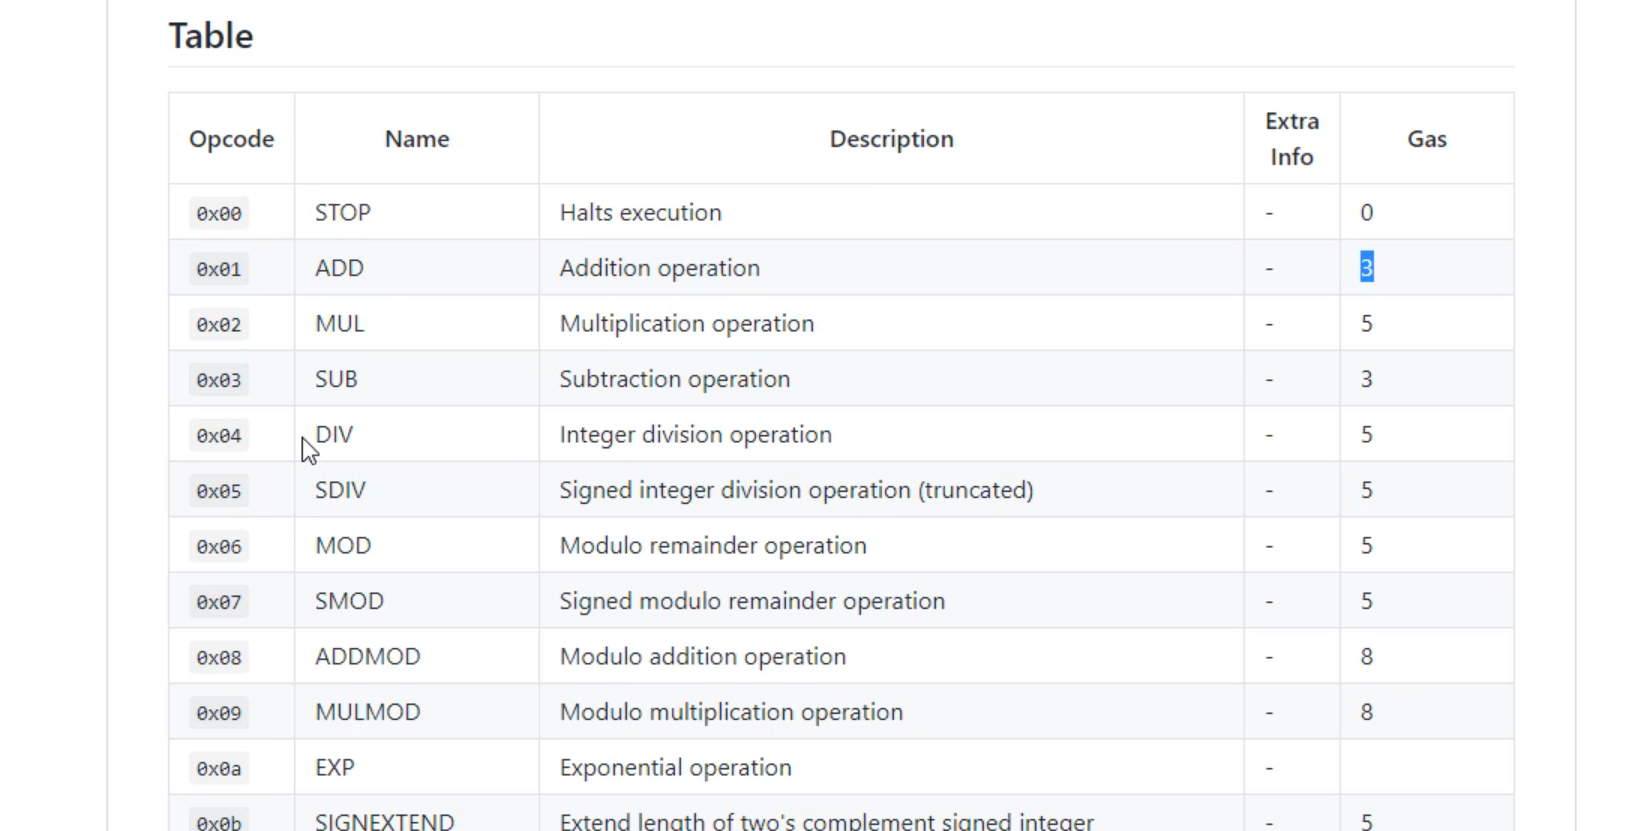 Table
Opcode Name Description Extra Info Gas
0x00 STOP Halts execution - 0
0x01 ADD Addition operation - 3
0x02 MUL Multiplication operation - 5
0x03 SUB Subtraction operation - 3
0x04 DIV Integer division operation - 5
0x05 SDIV Signed integer division operation (truncated) - 5
0x06 MOD Modulo remainder operation - 5
0x07 SMOD Signed modulo remainder operation - 5
0x08 ADDMOD Modulo addition operation - 8
0x09 MULMOD Modulo multiplication operation - 8
0x0a EXP Exponential operation -
0x0b SIGNEXTEND Extend length of two's complement signed integer - 5